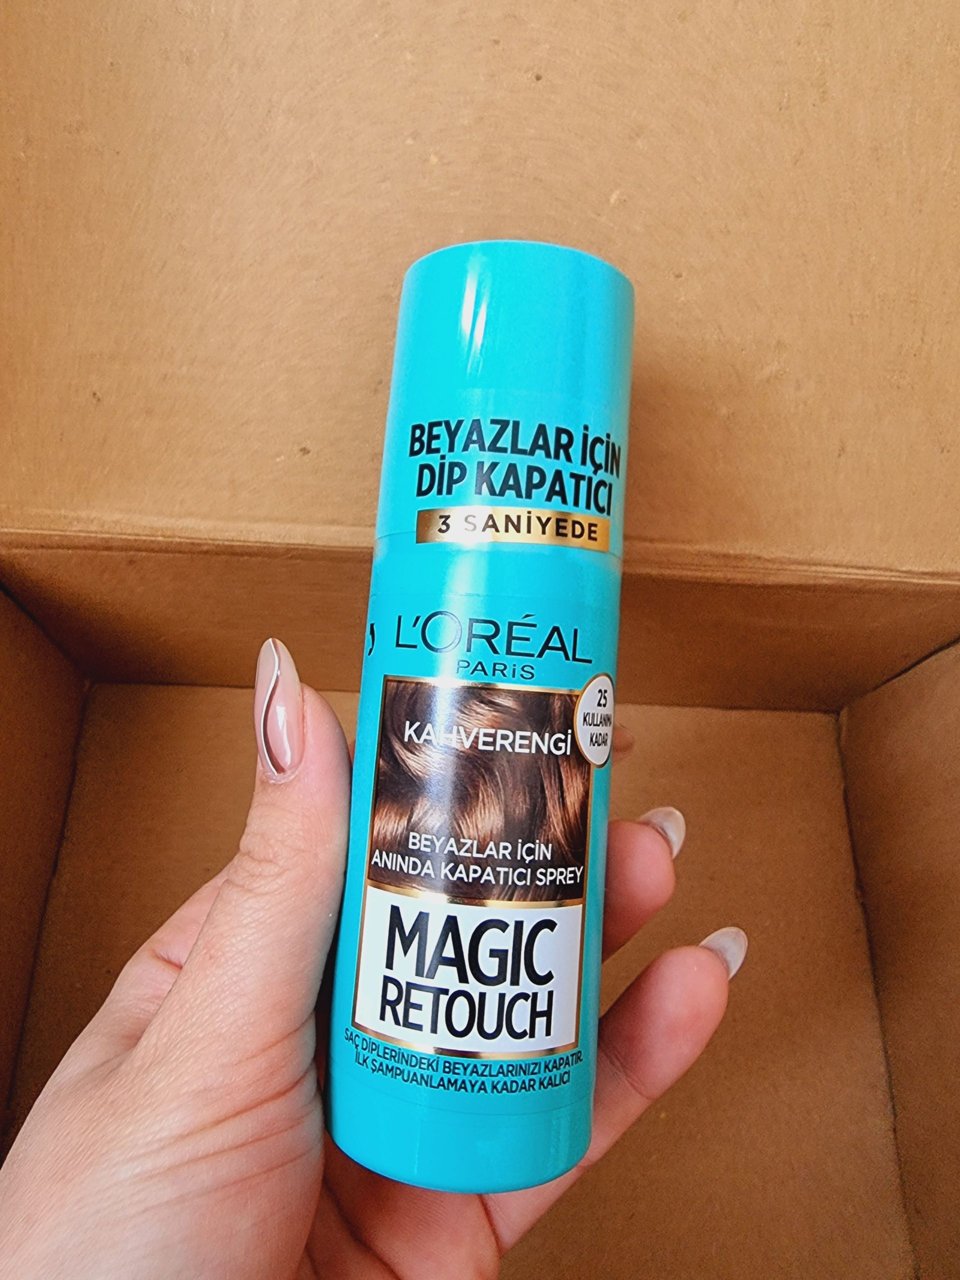 BEYAZLAR İÇİN
DİP KAPATICI
3 SANİYEDE
L'ORÉAL
PARiS
25
KULLANIMA
KADAR
KAHVERENGİ
BEYAZLAR İÇİN
ANINDA KAPATICI SPREY
MAGIC
RETOUCH
SAÇ DİPLERİNDEKİ BEYAZLARINIZI KAPATIR.
İLK ŞAMPUANLAMAYA KADAR KALICI